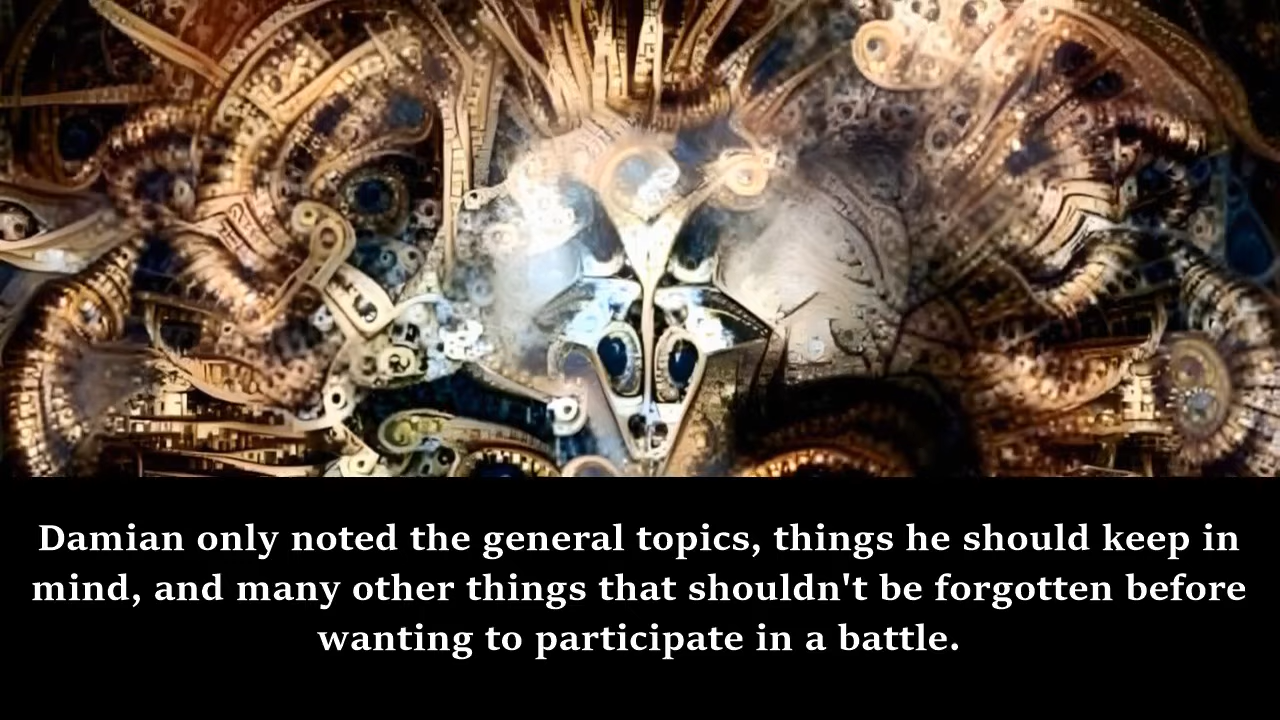 Damian only noted the general topics, things he should keep in
mind, and many other things that shouldn't be forgotten before
wanting to participate in a battle.